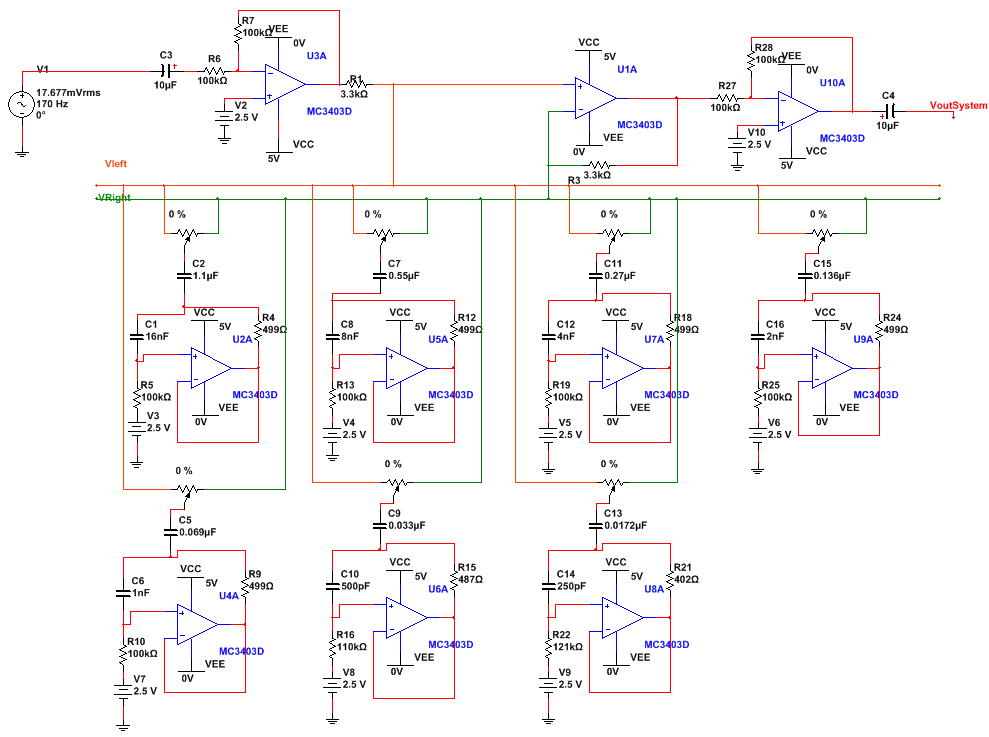 R7
100kΩ
VEE
0V
U3A
C3
+
10µF
R6
100kΩ
V1
17.677mVrms
170 Hz
0°
V2
2.5 V
MC3403D
VCC
5V
R1
3.3kΩ
VCC
5V
U1A
MC3403D
VEE
0V
3.3kΩ
R3
R28
100kΩ
VEE
0V
U10A
R27
100kΩ
V10
2.5 V
MC3403D
VCC
5V
C4
+
10µF
VoutSystem
Vleft
VRight
0 %
C2
1.1µF
C1
16nF
VCC
5V
R4
499Ω
U2A
MC3403D
R5
100kΩ
V3
2.5 V
VEE
0V
0 %
C7
0.55µF
C8
8nF
VCC
5V
R12
499Ω
U5A
MC3403D
R13
100kΩ
V4
2.5 V
VEE
0V
0 %
C11
0.27µF
C12
4nF
VCC
5V
R18
499Ω
U7A
MC3403D
R19
100kΩ
V5
2.5 V
VEE
0V
0 %
C15
0.136µF
C16
2nF
VCC
5V
R24
499Ω
U9A
MC3403D
R25
100kΩ
V6
2.5 V
VEE
0V
0 %
C5
0.069µF
C6
1nF
VCC
5V
R9
499Ω
U4A
MC3403D
R10
100kΩ
V7
2.5 V
VEE
0V
0 %
C9
0.033µF
C10
500pF
VCC
5V
R15
487Ω
U6A
MC3403D
R16
110kΩ
V8
2.5 V
VEE
0V
0 %
C13
0.0172µF
C14
250pF
VCC
5V
R21
402Ω
U8A
MC3403D
R22
121kΩ
V9
2.5 V
VEE
0V